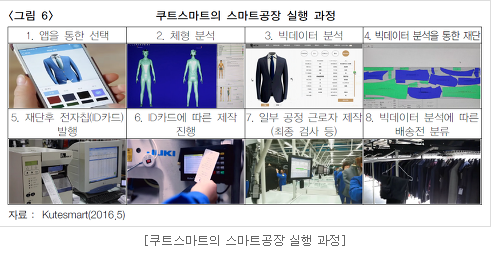 <그림 6> 쿠트스마트의 스마트공장 실행 과정
1. 앱을 통한 선택 2. 체형 분석 3. 빅데이터 분석 4. 빅데이터 분석을 통한 재단
5. 재단후 전자집(ID카드) 발행 6. ID카드에 따른 제작 진행 7. 일부 공정 근로자 제작 (최종 검사 등) 8. 빅데이터 분석에 따른 배송전 분류
자료 : Kutesmart(2016.5)
[쿠트스마트의 스마트공장 실행 과정]